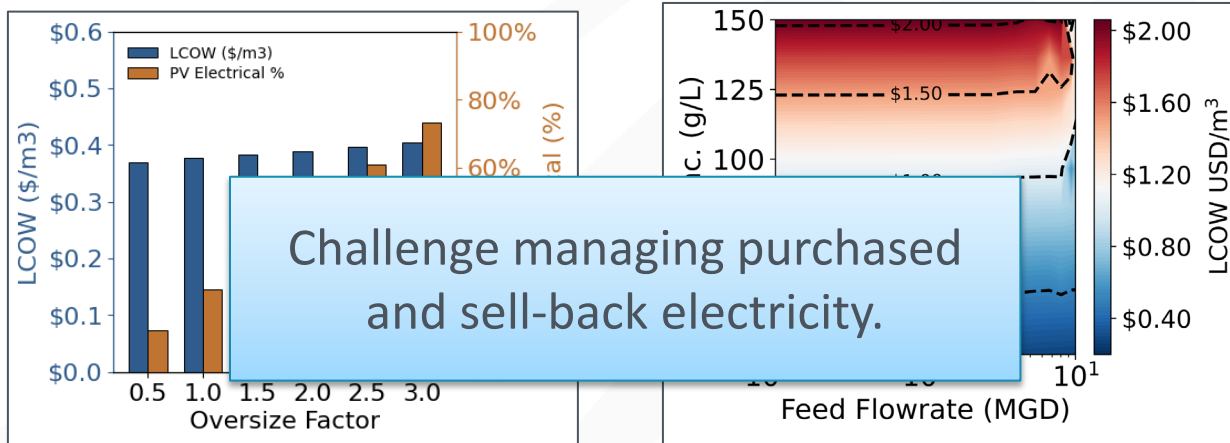 $0.6
$0.5
$0.4
$0.3
$0.2
$0.1
$0.0
LCOW ($/m3)
LCOW ($/m3)
PV Electrical %
100%
80%
60%
(%)
0.5 1.0 1.5 2.0 2.5 3.0
Oversize Factor
Challenge managing purchased
and sell-back electricity.
150
125
100
(g/L)
$2.00
$1.50
10¹
Feed Flowrate (MGD)
$2.00
$1.60
$1.20
$0.80
$0.40
LCOW USD/m³